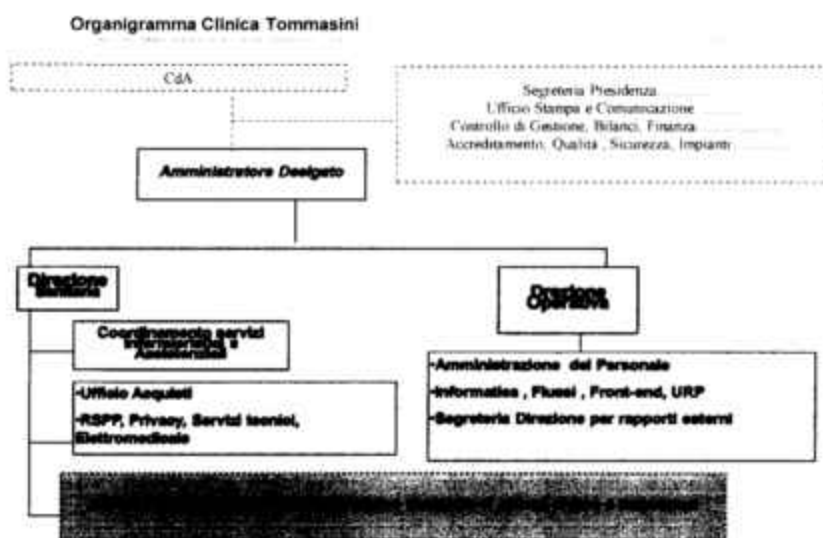 Organigramma Clinica Tommasini
CdA
Segreteria Presidenza
Ufficio Stampa e Comunicazione
Controllo di Gestione, Bilanci, Finanza
Accreditamento, Qualità , Sicurezza, Impianti
Amministratore Deelgato
Direzione
Sanitaria
Drezione
Operativa
Coordinamento servizi
Infermieristici e
Assistenziali
•Ufficio Acquisti
•RSPP, Privacy, Servizi tecnici,
Elettromedicale
•Amministrazione del Personale
•Informatica , Flussi , Front-end, URP
•Segreteria Direzione per rapporti esterni